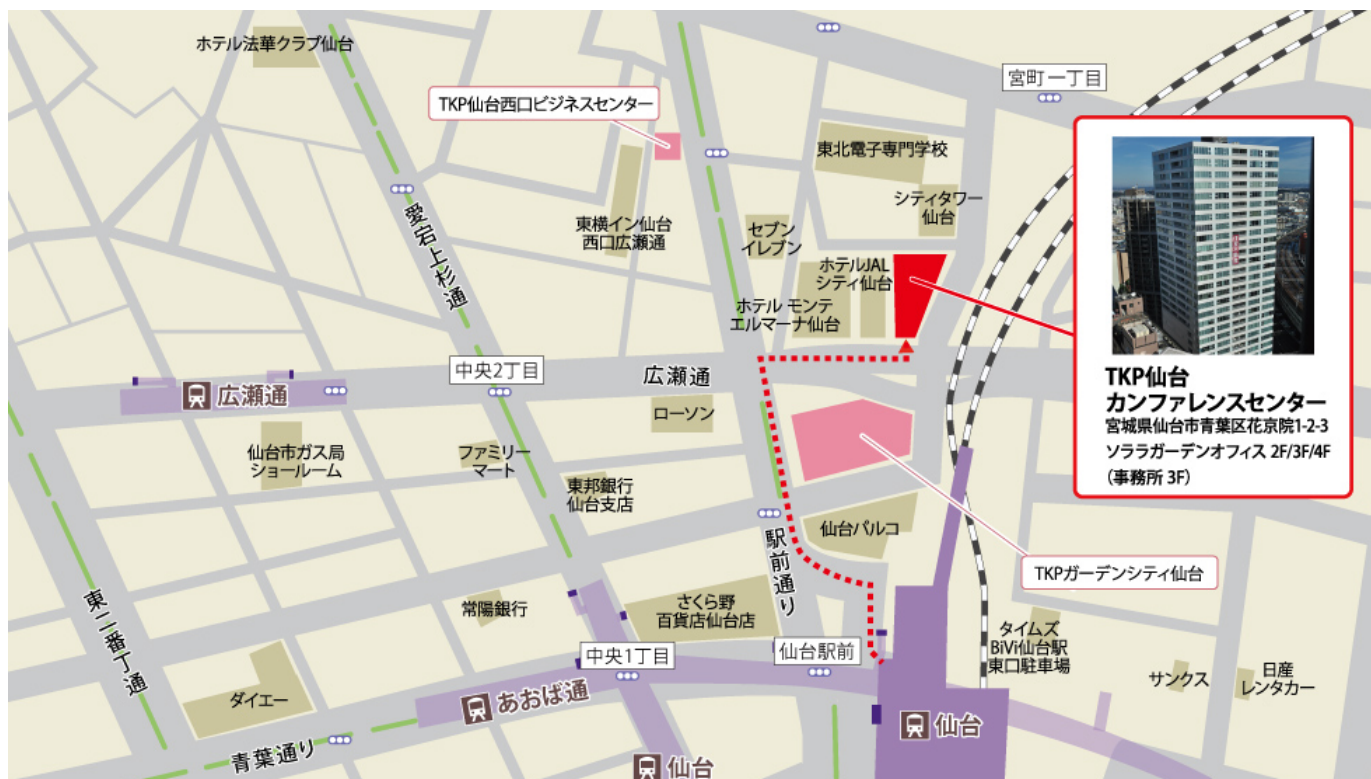 ホテル法華クラブ仙台
TKP仙台西口ビジネスセンター
宮町一丁目
東北電子専門学校
シティタワー
仙台
愛宕上杉通
東横イン仙台
西口広瀬通
セブン
イレブン
ホテルJAL
シティ仙台
ホテル モンテ
エルマーナ仙台
TKP仙台
カンファレンスセンター
宮城県仙台市青葉区花京院1-2-3
ソララガーデンオフィス 2F/3F/4F
(事務所 3F)
中央2丁目
広瀬通
広瀬通
ローソン
仙台市ガス局
ショールーム
ファミリー
マート
東邦銀行
仙台支店
仙台パルコ
駅前通り
TKPガーデンシティ仙台
東二番丁通
常陽銀行
さくら野
百貨店仙台店
中央1丁目
仙台駅前
タイムズ
BiVi仙台駅
東口駐車場
サンクス
日産
レンタカー
ダイエー
あおば通
仙台
青葉通り
仙台